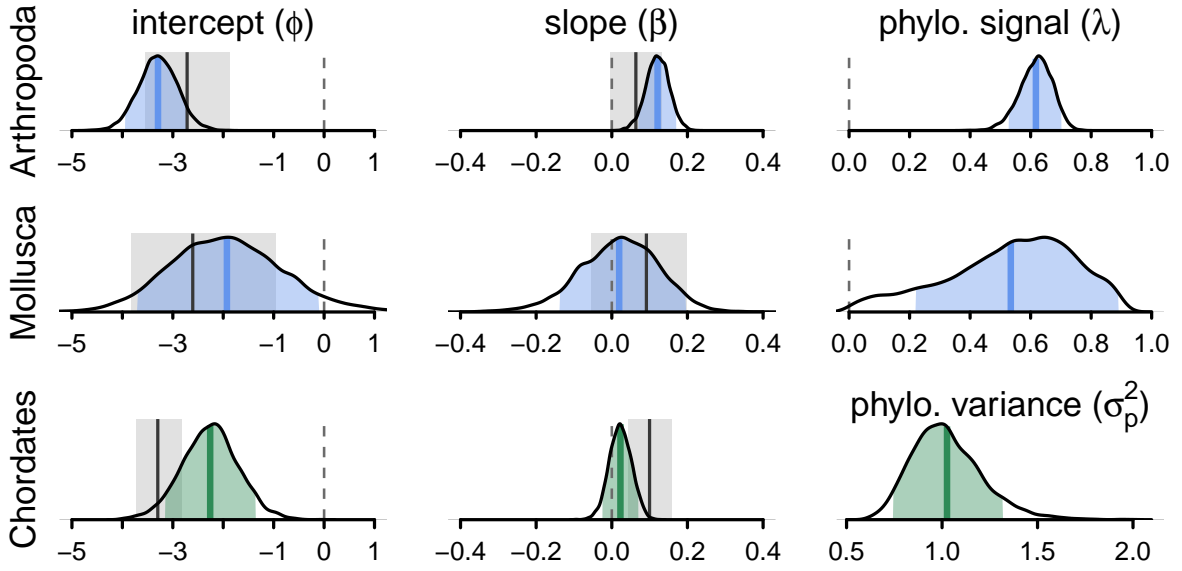 intercept (ϕ) slope (β) phylo. signal (λ)
Arthropoda
−5 −3 −1 0 1 −0.4 −0.2 0.0 0.2 0.4 0.0 0.2 0.4 0.6 0.8 1.0
Mollusca
−5 −3 −1 0 1 −0.4 −0.2 0.0 0.2 0.4 0.0 0.2 0.4 0.6 0.8 1.0
Chordates
phylo. variance (σ²ₚ)
−5 −3 −1 0 1 −0.4 −0.2 0.0 0.2 0.4 0.5 1.0 1.5 2.0